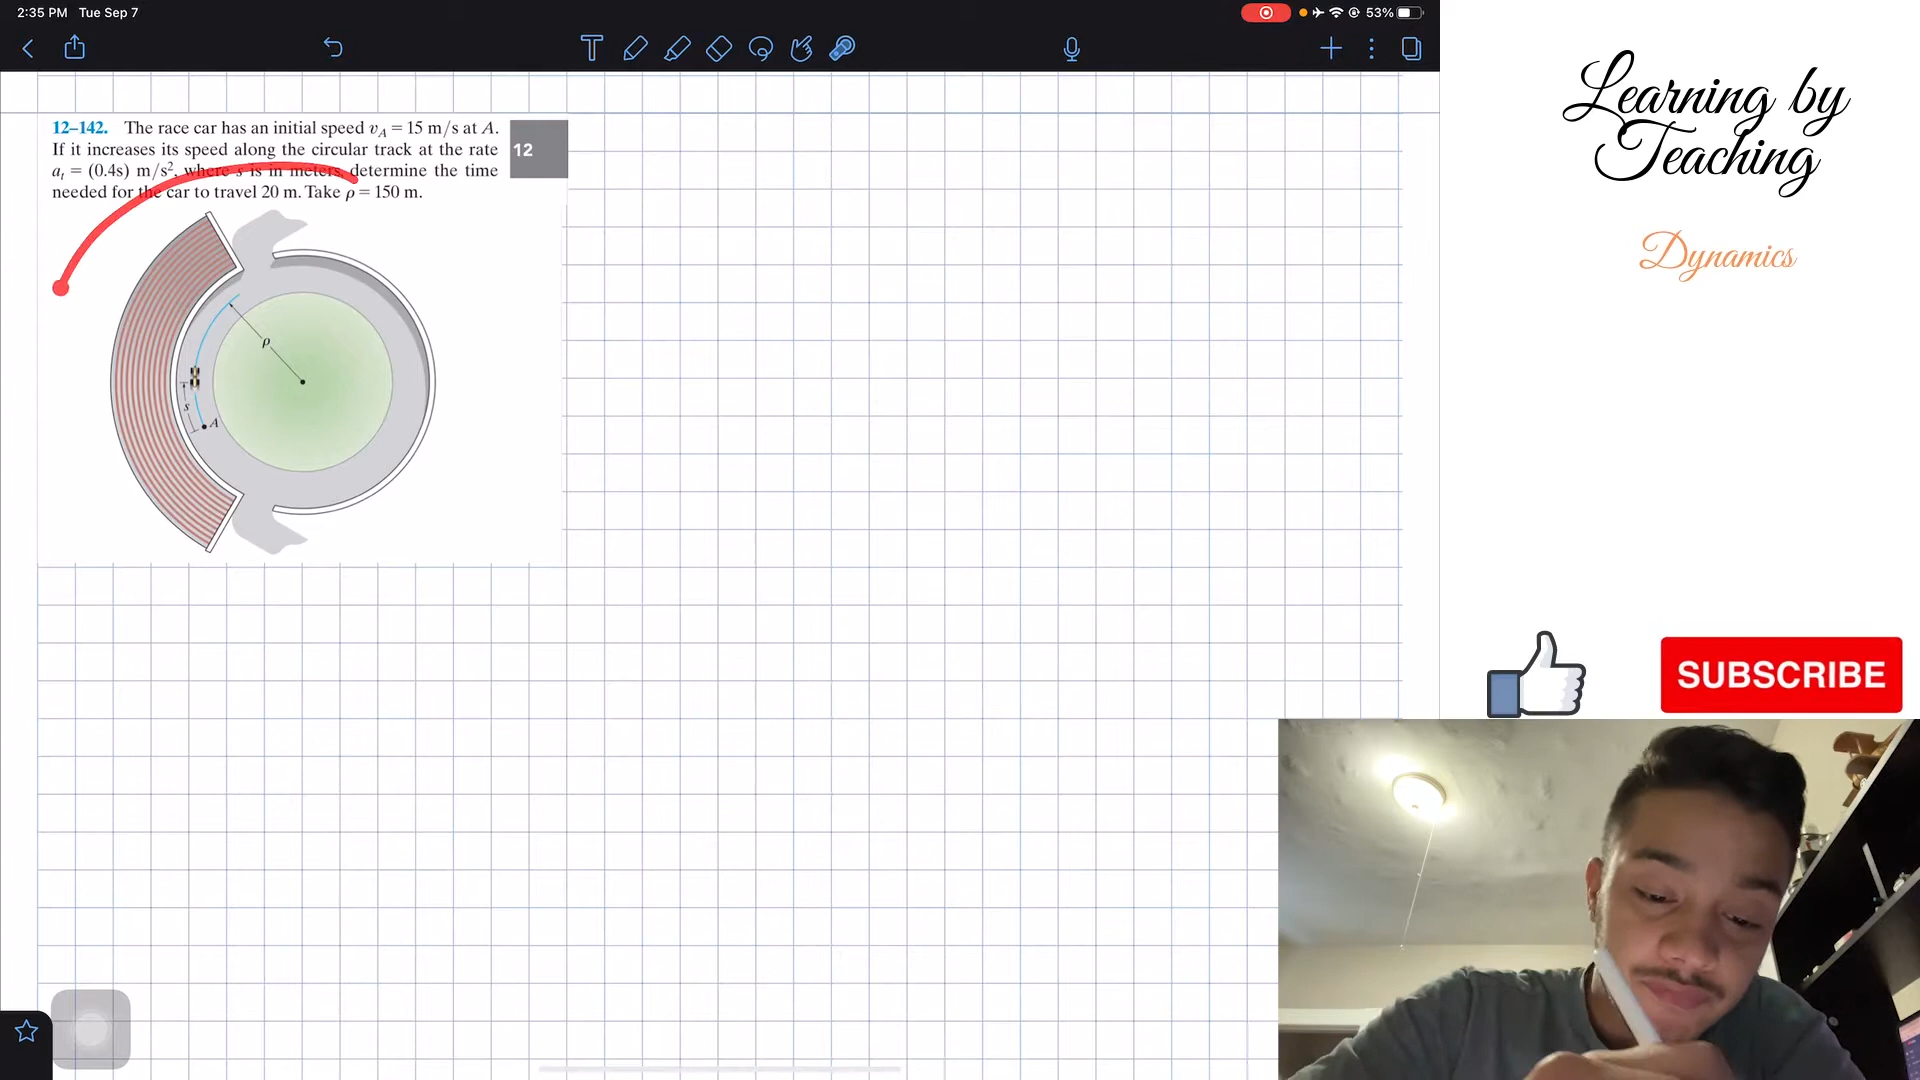 2:35 PM Tue Sep 7
53%
12–142. The race car has an initial speed v_A = 15 m/s at A.
If it increases its speed along the circular track at the rate
a_t = (0.4s) m/s², where s is in meters, determine the time
needed for the car to travel 20 m. Take ρ = 150 m.
12
ρ
s
A
Learning by
Teaching
Dynamics
SUBSCRIBE